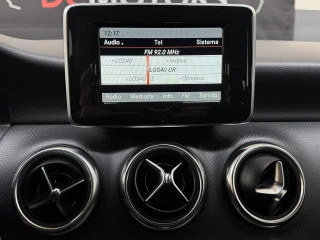 12:17
Audio Tel Sistema
FM 92.0 MHz
LOS40
LOS40 UR
LOS40
Audio Memoria Info FM Sonido